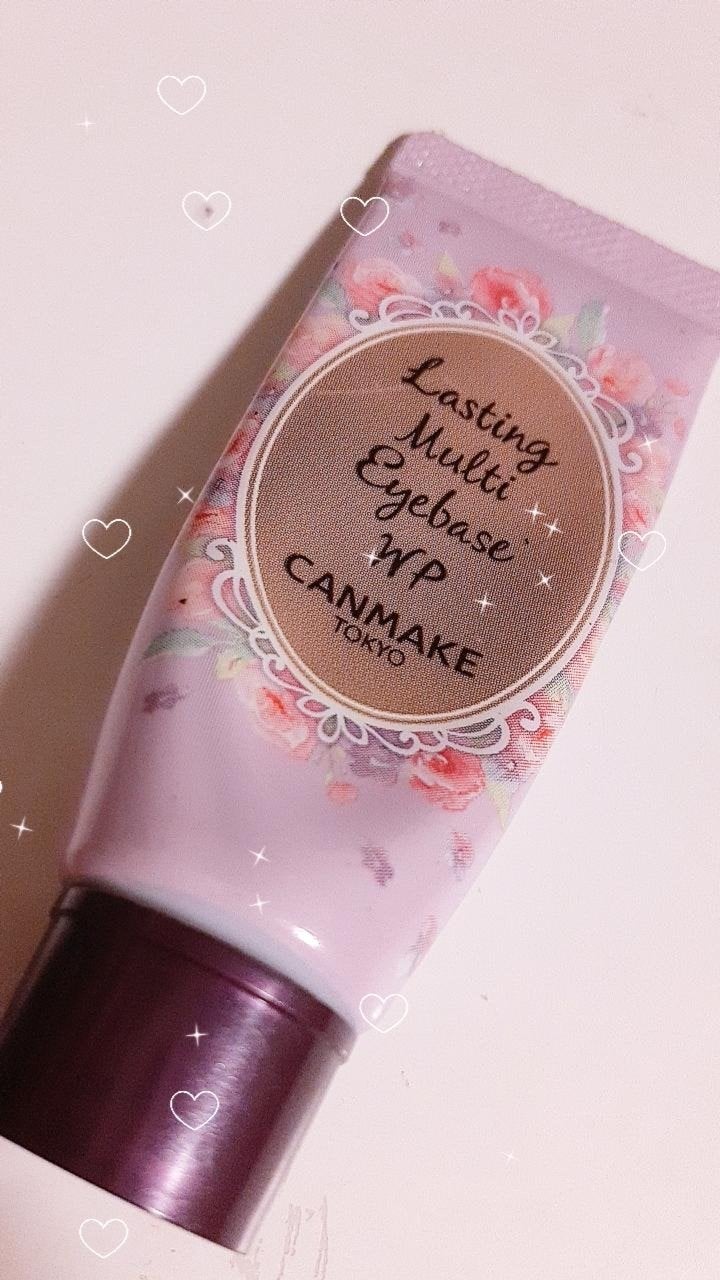 Lasting
Multi
Eyebase
WP
CANMAKE
TOKYO